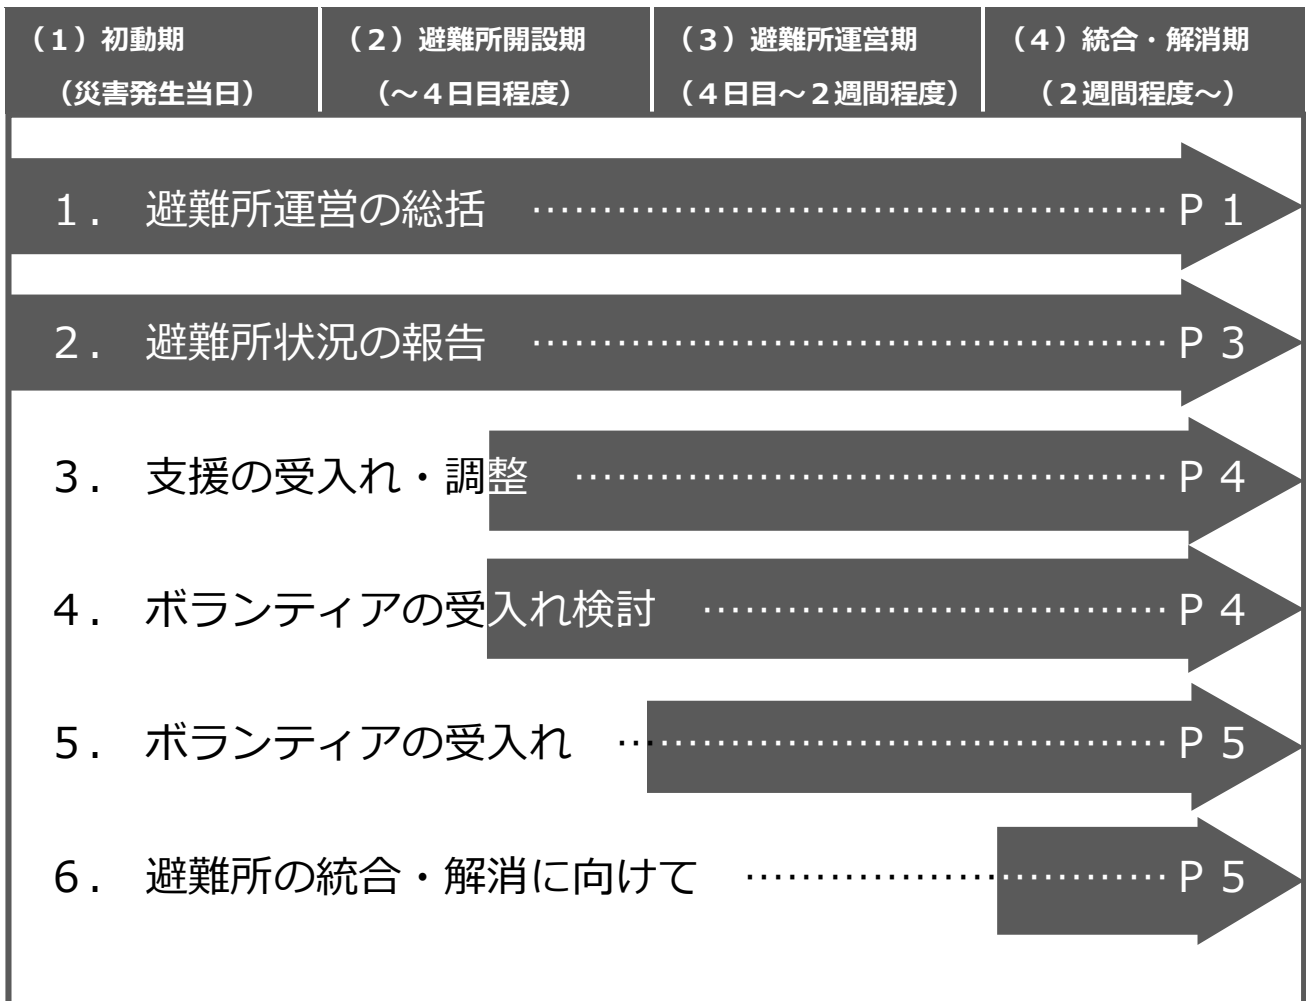 （１）初動期
（災害発生当日）
（２）避難所開設期
（～４日目程度）
（３）避難所運営期
（４日目～２週間程度）
（４）統合・解消期
（２週間程度～）
１． 避難所運営の総括 …………………………………………… Ｐ１
２． 避難所状況の報告 …………………………………………… Ｐ３
３． 支援の受入れ・調整 ………………………………………… Ｐ４
４． ボランティアの受入れ検討 ………………………………… Ｐ４
５． ボランティアの受入れ ……………………………………… Ｐ５
６． 避難所の統合・解消に向けて ……………………………… Ｐ５